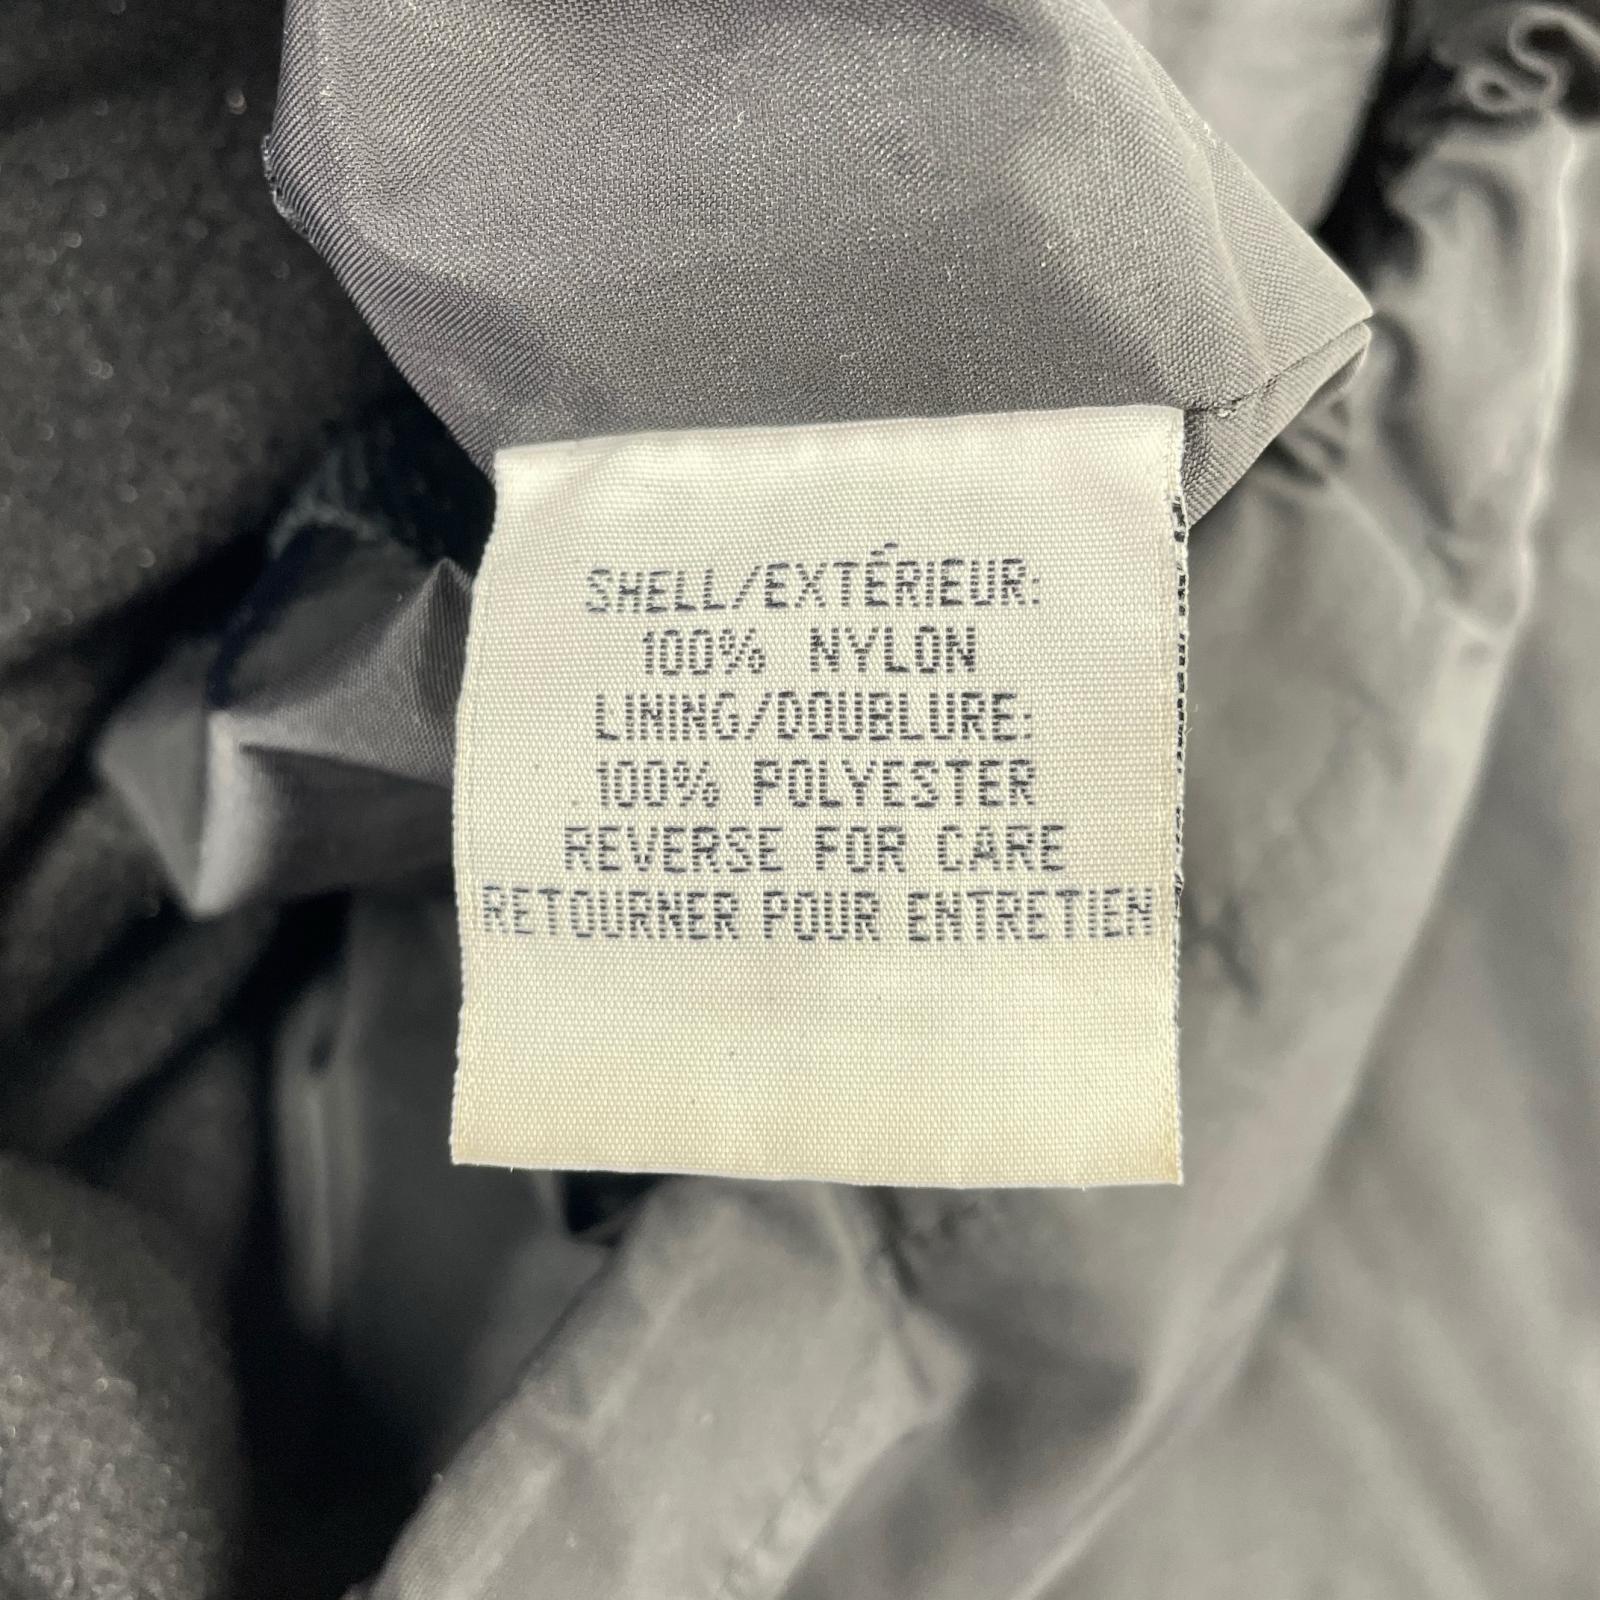 SHELL/EXTÉRIEUR:
100% NYLON
LINING/DOUBLURE:
100% POLYESTER
REVERSE FOR CARE
RETOURNER POUR ENTRETIEN